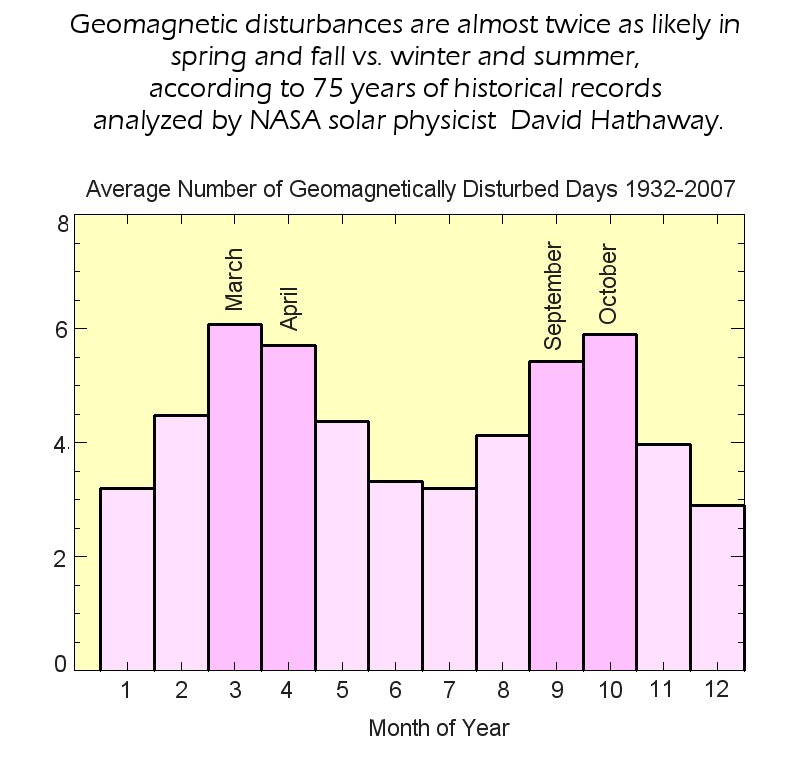 Geomagnetic disturbances are almost twice as likely in
spring and fall vs. winter and summer,
according to 75 years of historical records
analyzed by NASA solar physicist David Hathaway.
Average Number of Geomagnetically Disturbed Days 1932-2007
8
6
4
2
0
March
April
September
October
1 2 3 4 5 6 7 8 9 10 11 12
Month of Year